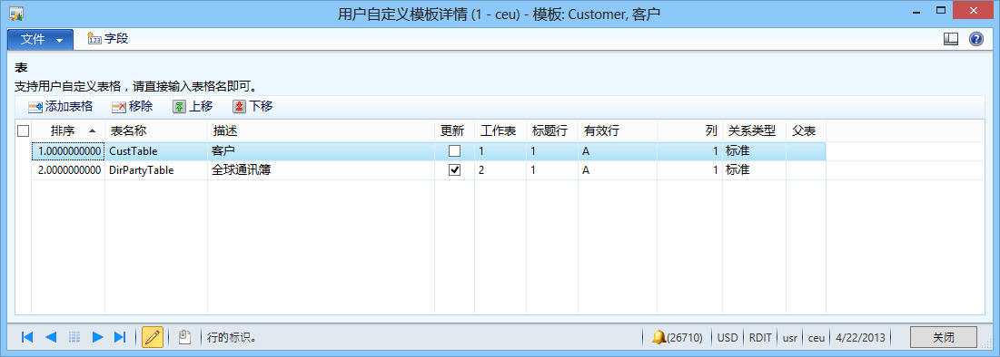 用户自定义模板详情 (1 - ceu) - 模板: Customer, 客户
文件 字段
表
支持用户自定义表格，请直接输入表格名即可。
添加表格 移除 上移 下移
排序 表名称 描述 更新 工作表 标题行 有效行 列 关系类型 父表
1.0000000000 CustTable 客户 1 1 A 1 标准
2.0000000000 DirPartyTable 全球通讯簿 2 1 A 1 标准
行的标识。 (26710) USD RDIT usr ceu 4/22/2013 关闭